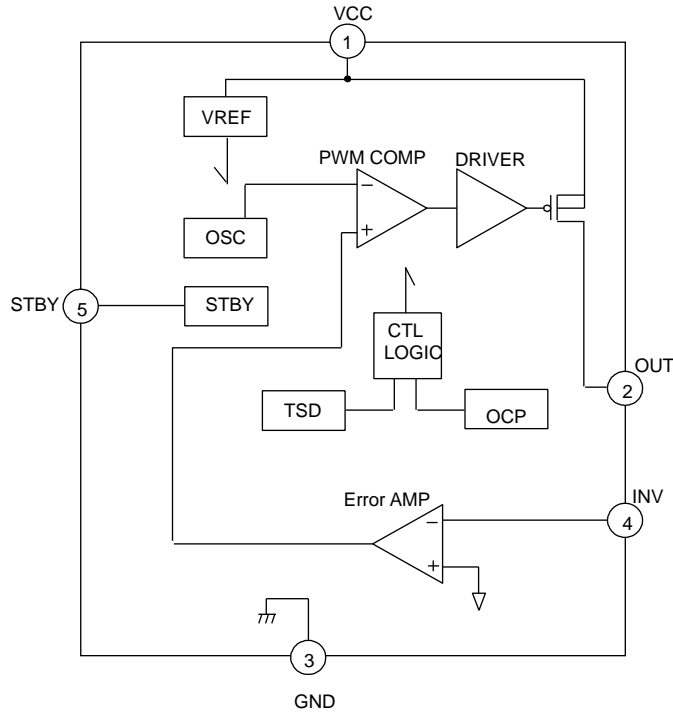 VCC
1
VREF
PWM COMP
DRIVER
−
+
OSC
STBY
5
STBY
CTL
LOGIC
OUT
2
TSD
OCP
Error AMP
INV
4
−
+
3
GND